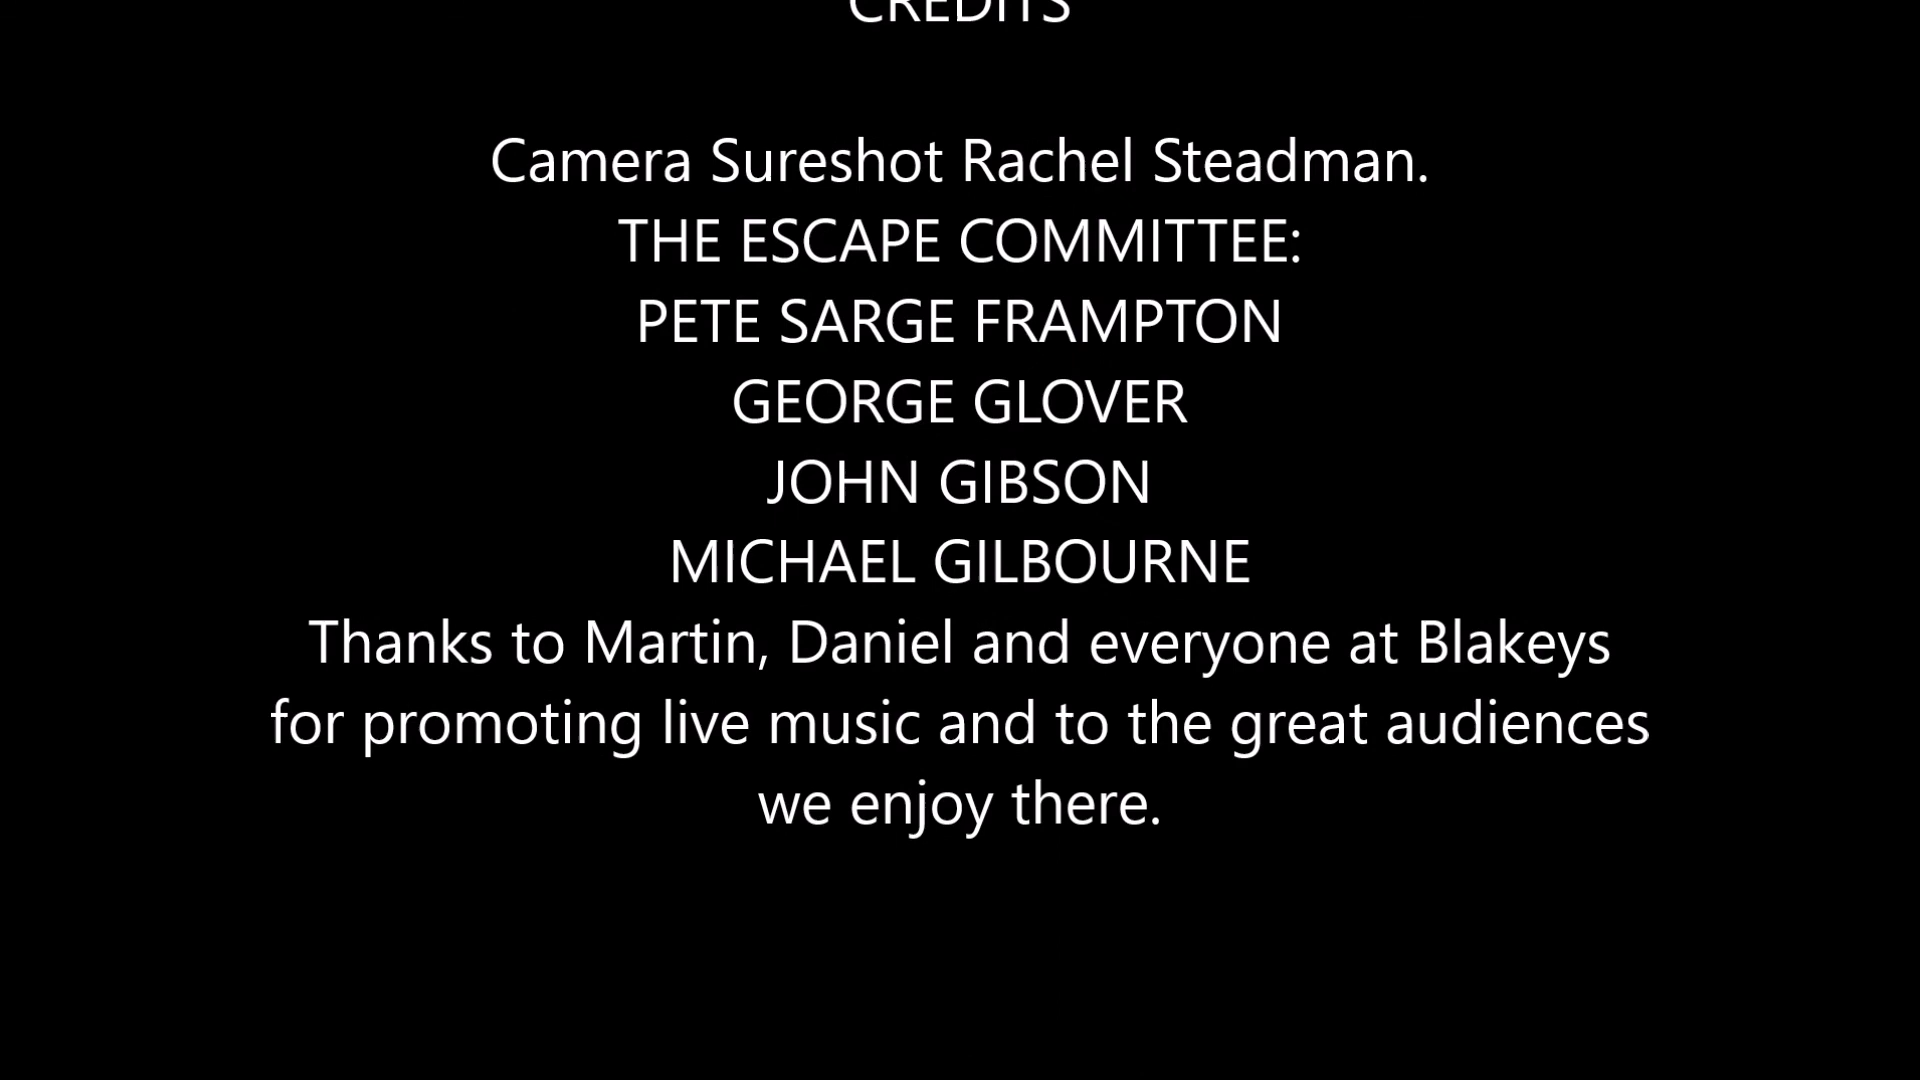 CREDITS
Camera Sureshot Rachel Steadman.
THE ESCAPE COMMITTEE:
PETE SARGE FRAMPTON
GEORGE GLOVER
JOHN GIBSON
MICHAEL GILBOURNE
Thanks to Martin, Daniel and everyone at Blakeys
for promoting live music and to the great audiences
we enjoy there.